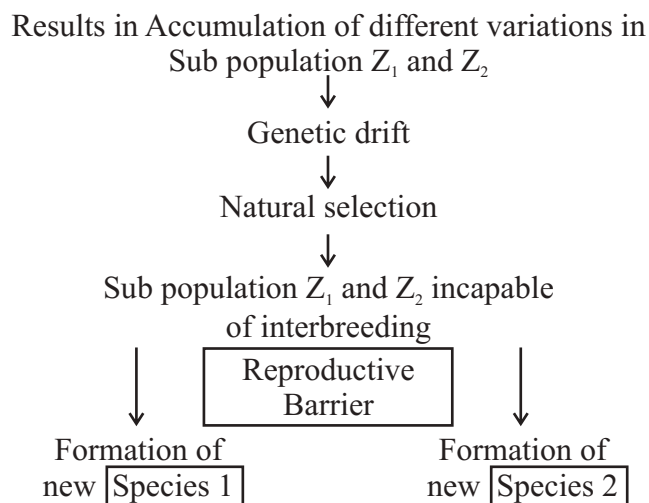 Results in Accumulation of different variations in
Sub population Z₁ and Z₂
Genetic drift
Natural selection
Sub population Z₁ and Z₂ incapable
of interbreeding
Reproductive
Barrier
Formation of
new Species 1
Formation of
new Species 2